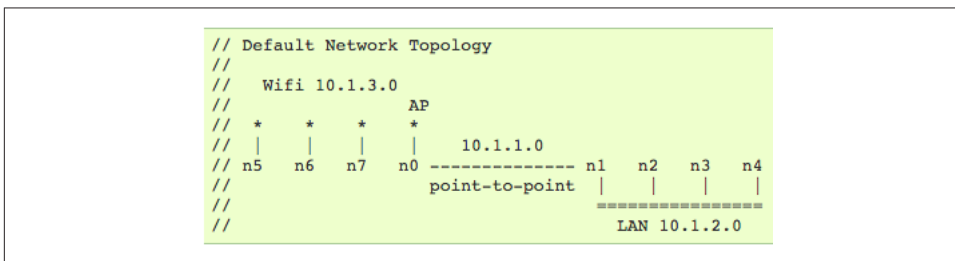 // Default Network Topology
//
//   Wifi 10.1.3.0
//                 AP
//  *    *    *    *
//  |    |    |    |    10.1.1.0
// n5   n6   n7   n0 -------------- n1   n2   n3   n4
//                   point-to-point  |    |    |    |
//                                   ================
//                                     LAN 10.1.2.0